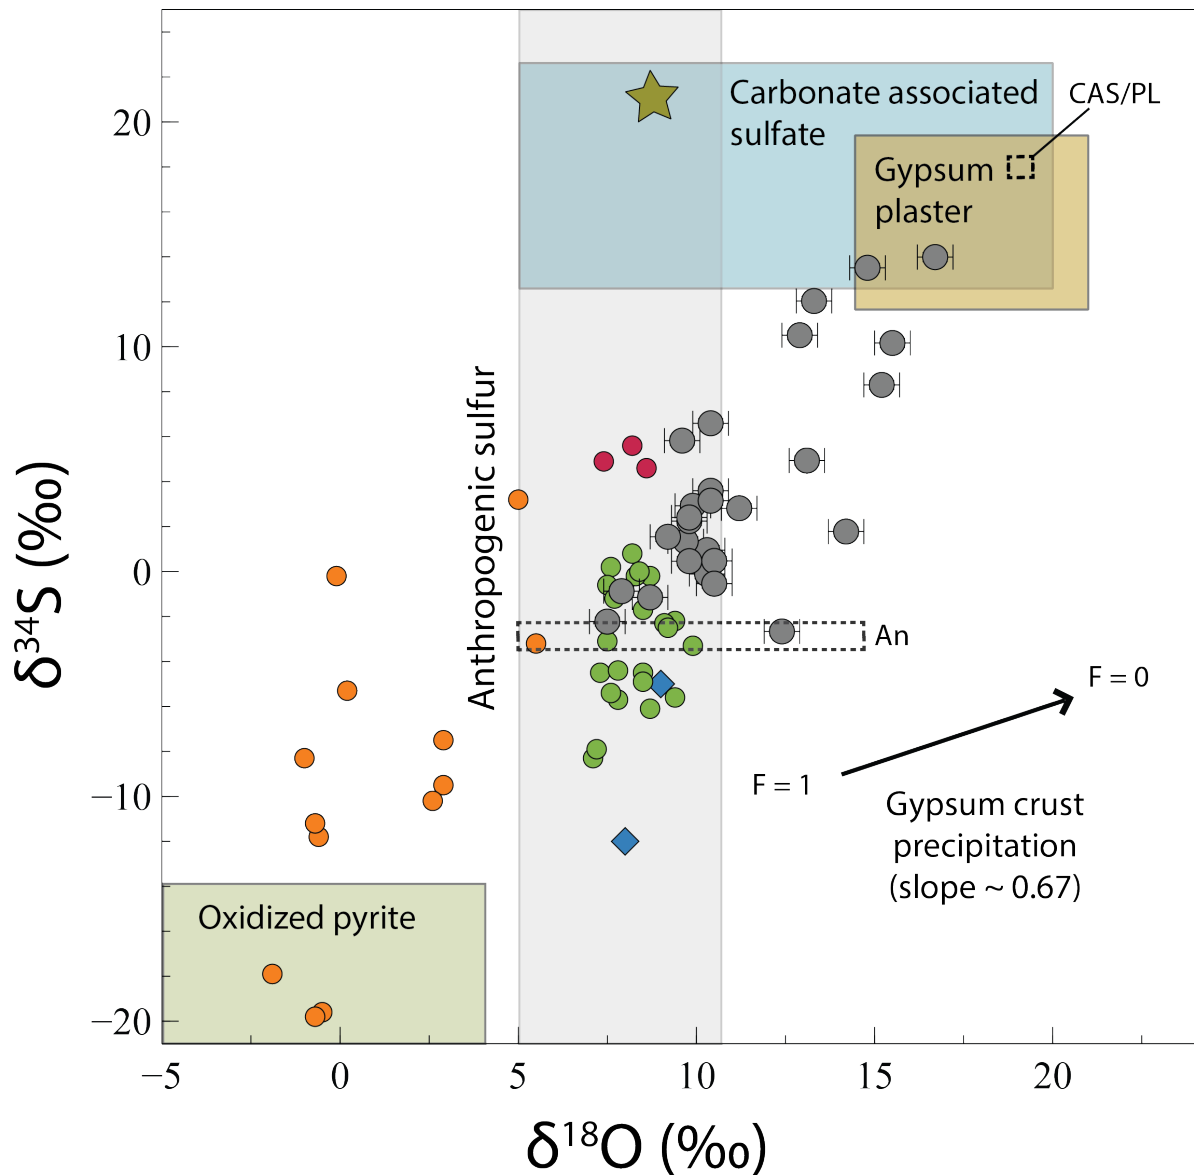 Carbonate associated
sulfate
CAS/PL
Gypsum
plaster
Anthropogenic sulfur
An
F = 0
F = 1
Gypsum crust
precipitation
(slope ~ 0.67)
Oxidized pyrite
20
10
0
−10
−20
−5
0
5
10
15
20
δ³⁴S (‰)
δ¹⁸O (‰)